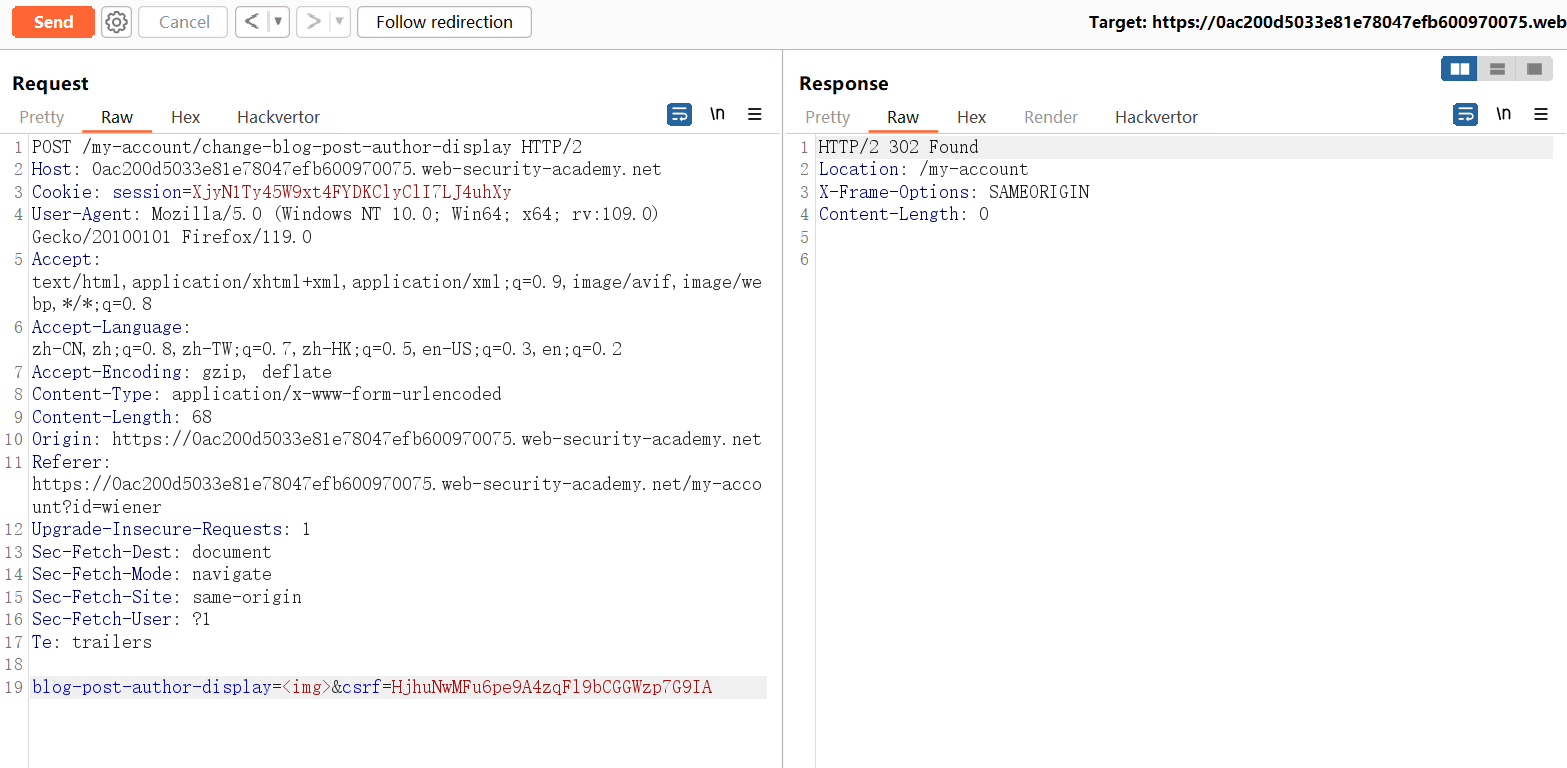 Send Cancel < > Follow redirection Target: https://0ac200d5033e81e78047efb600970075.web
Request
Pretty Raw Hex Hackvertor \n
1 POST /my-account/change-blog-post-author-display HTTP/2
2 Host: 0ac200d5033e81e78047efb600970075.web-security-academy.net
3 Cookie: session=XjyN1Ty45W9xt4FYDKClyClI7LJ4uhXy
4 User-Agent: Mozilla/5.0 (Windows NT 10.0; Win64; x64; rv:109.0)
Gecko/20100101 Firefox/119.0
5 Accept:
text/html,application/xhtml+xml,application/xml;q=0.9,image/avif,image/we
bp,*/*;q=0.8
6 Accept-Language:
zh-CN,zh;q=0.8,zh-TW;q=0.7,zh-HK;q=0.5,en-US;q=0.3,en;q=0.2
7 Accept-Encoding: gzip, deflate
8 Content-Type: application/x-www-form-urlencoded
9 Content-Length: 68
10 Origin: https://0ac200d5033e81e78047efb600970075.web-security-academy.net
11 Referer:
https://0ac200d5033e81e78047efb600970075.web-security-academy.net/my-acco
unt?id=wiener
12 Upgrade-Insecure-Requests: 1
13 Sec-Fetch-Dest: document
14 Sec-Fetch-Mode: navigate
15 Sec-Fetch-Site: same-origin
16 Sec-Fetch-User: ?1
17 Te: trailers
18
19 blog-post-author-display=<img>&csrf=HjhuNwMFu6pe9A4zqFl9bCGGWzp7G9IA
Response
Pretty Raw Hex Render Hackvertor \n
1 HTTP/2 302 Found
2 Location: /my-account
3 X-Frame-Options: SAMEORIGIN
4 Content-Length: 0
5
6